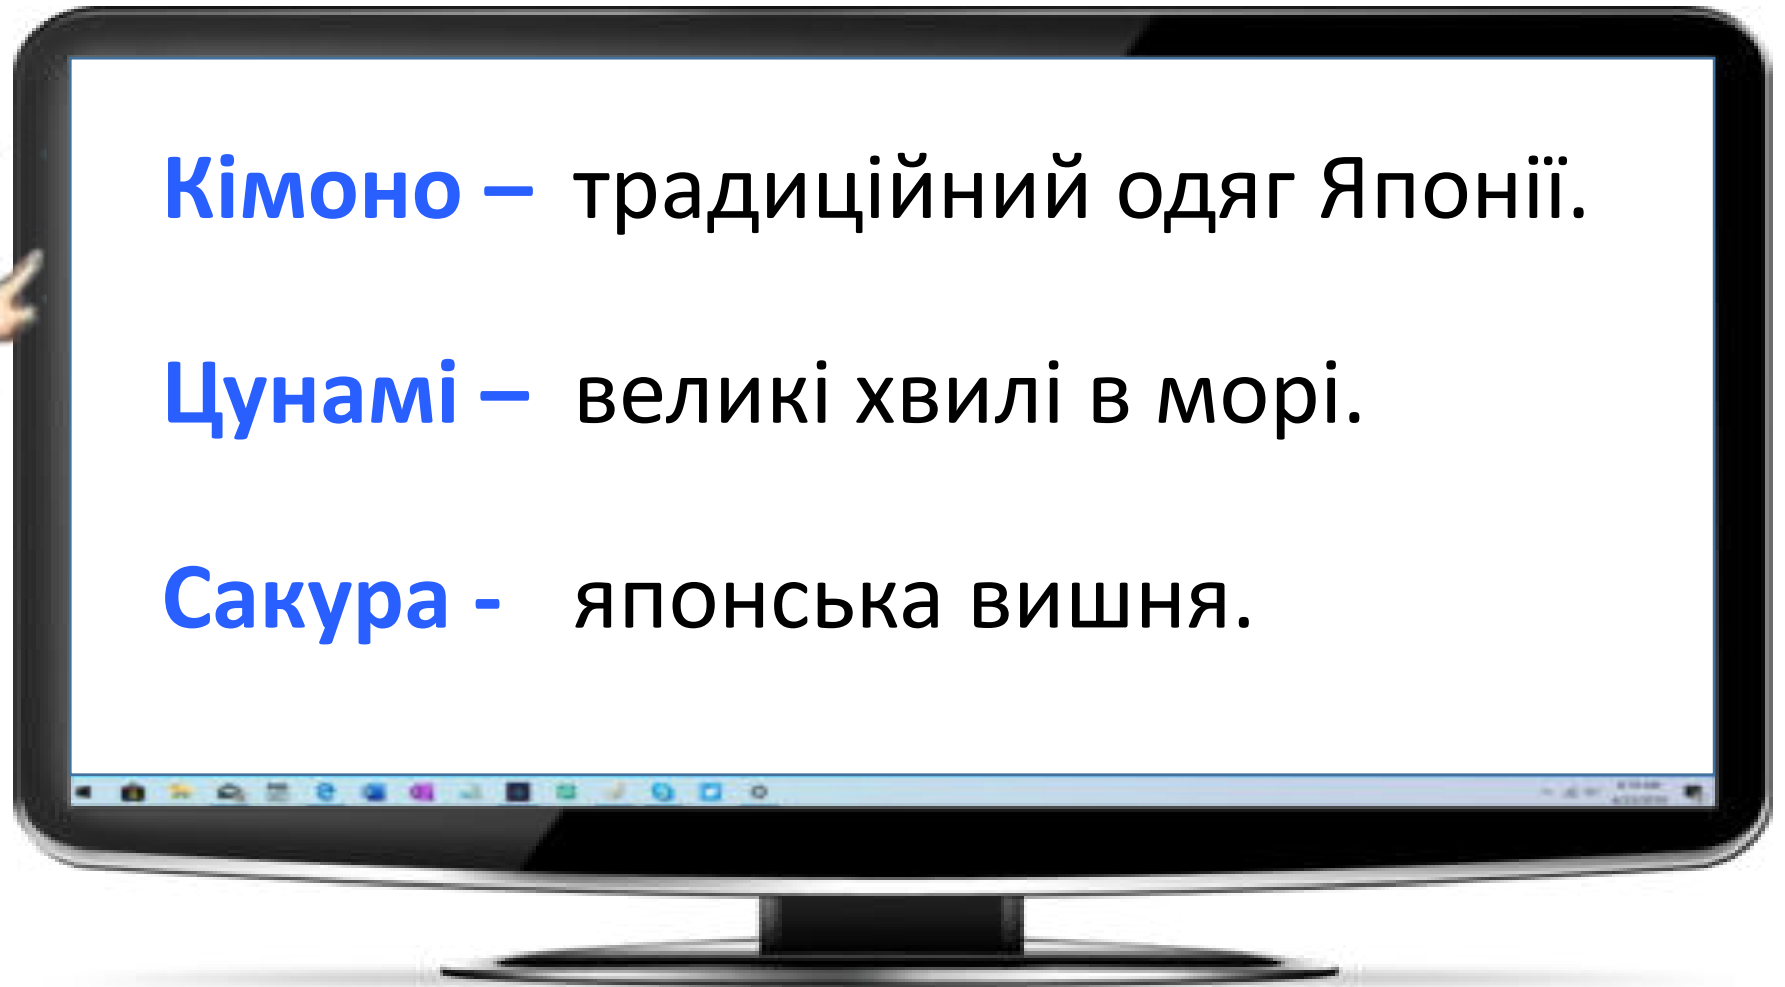 Кімоно – традиційний одяг Японії.
Цунамі – великі хвилі в морі.
Сакура - японська вишня.